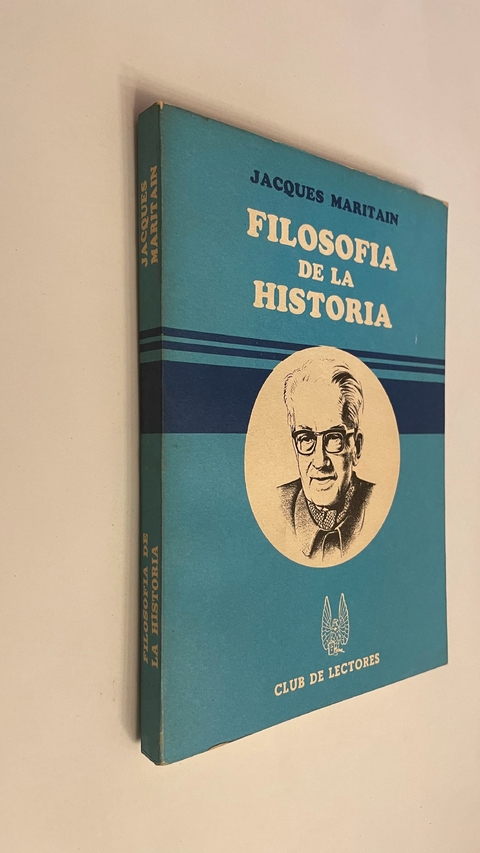 JACQUES MARITAIN
FILOSOFIA
DE LA
HISTORIA
CLUB DE LECTORES
JACQUES
MARITAIN
FILOSOFIA DE
LA HISTORIA